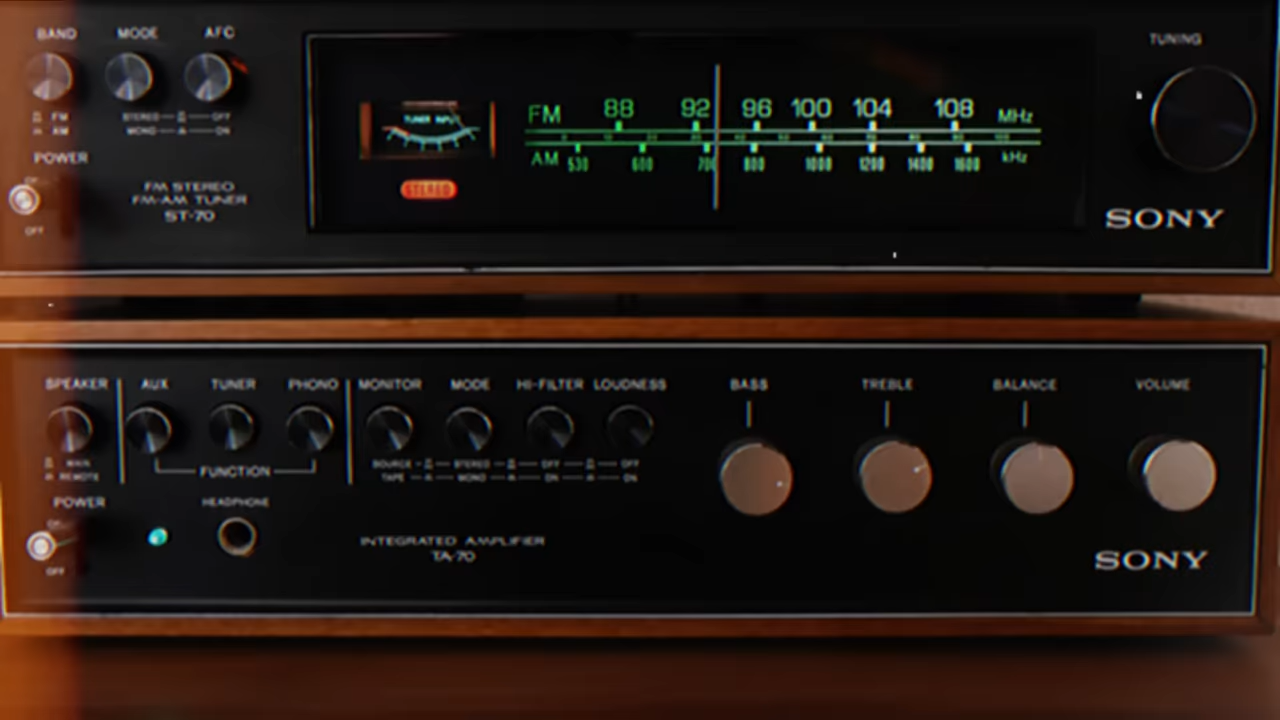 BAND MODE AFC
TUNING
FM 88 92 96 100 104 108 MHz
TUNER INPUT
STEREO OFF
FM
AM MONO ON
AM 530 600 700 800 1000 1200 1400 1600 kHz
POWER
STEREO
FM STEREO
FM-AM TUNER
ST-70
SONY
OFF
SPEAKER AUX TUNER PHONO MONITOR MODE HI-FILTER LOUDNESS BASS TREBLE BALANCE VOLUME
MAIN SOURCE STEREO OFF OFF
FUNCTION
REMOTE TAPE MONO ON ON
POWER HEADPHONE
INTEGRATED AMPLIFIER
TA-70
SONY
OFF